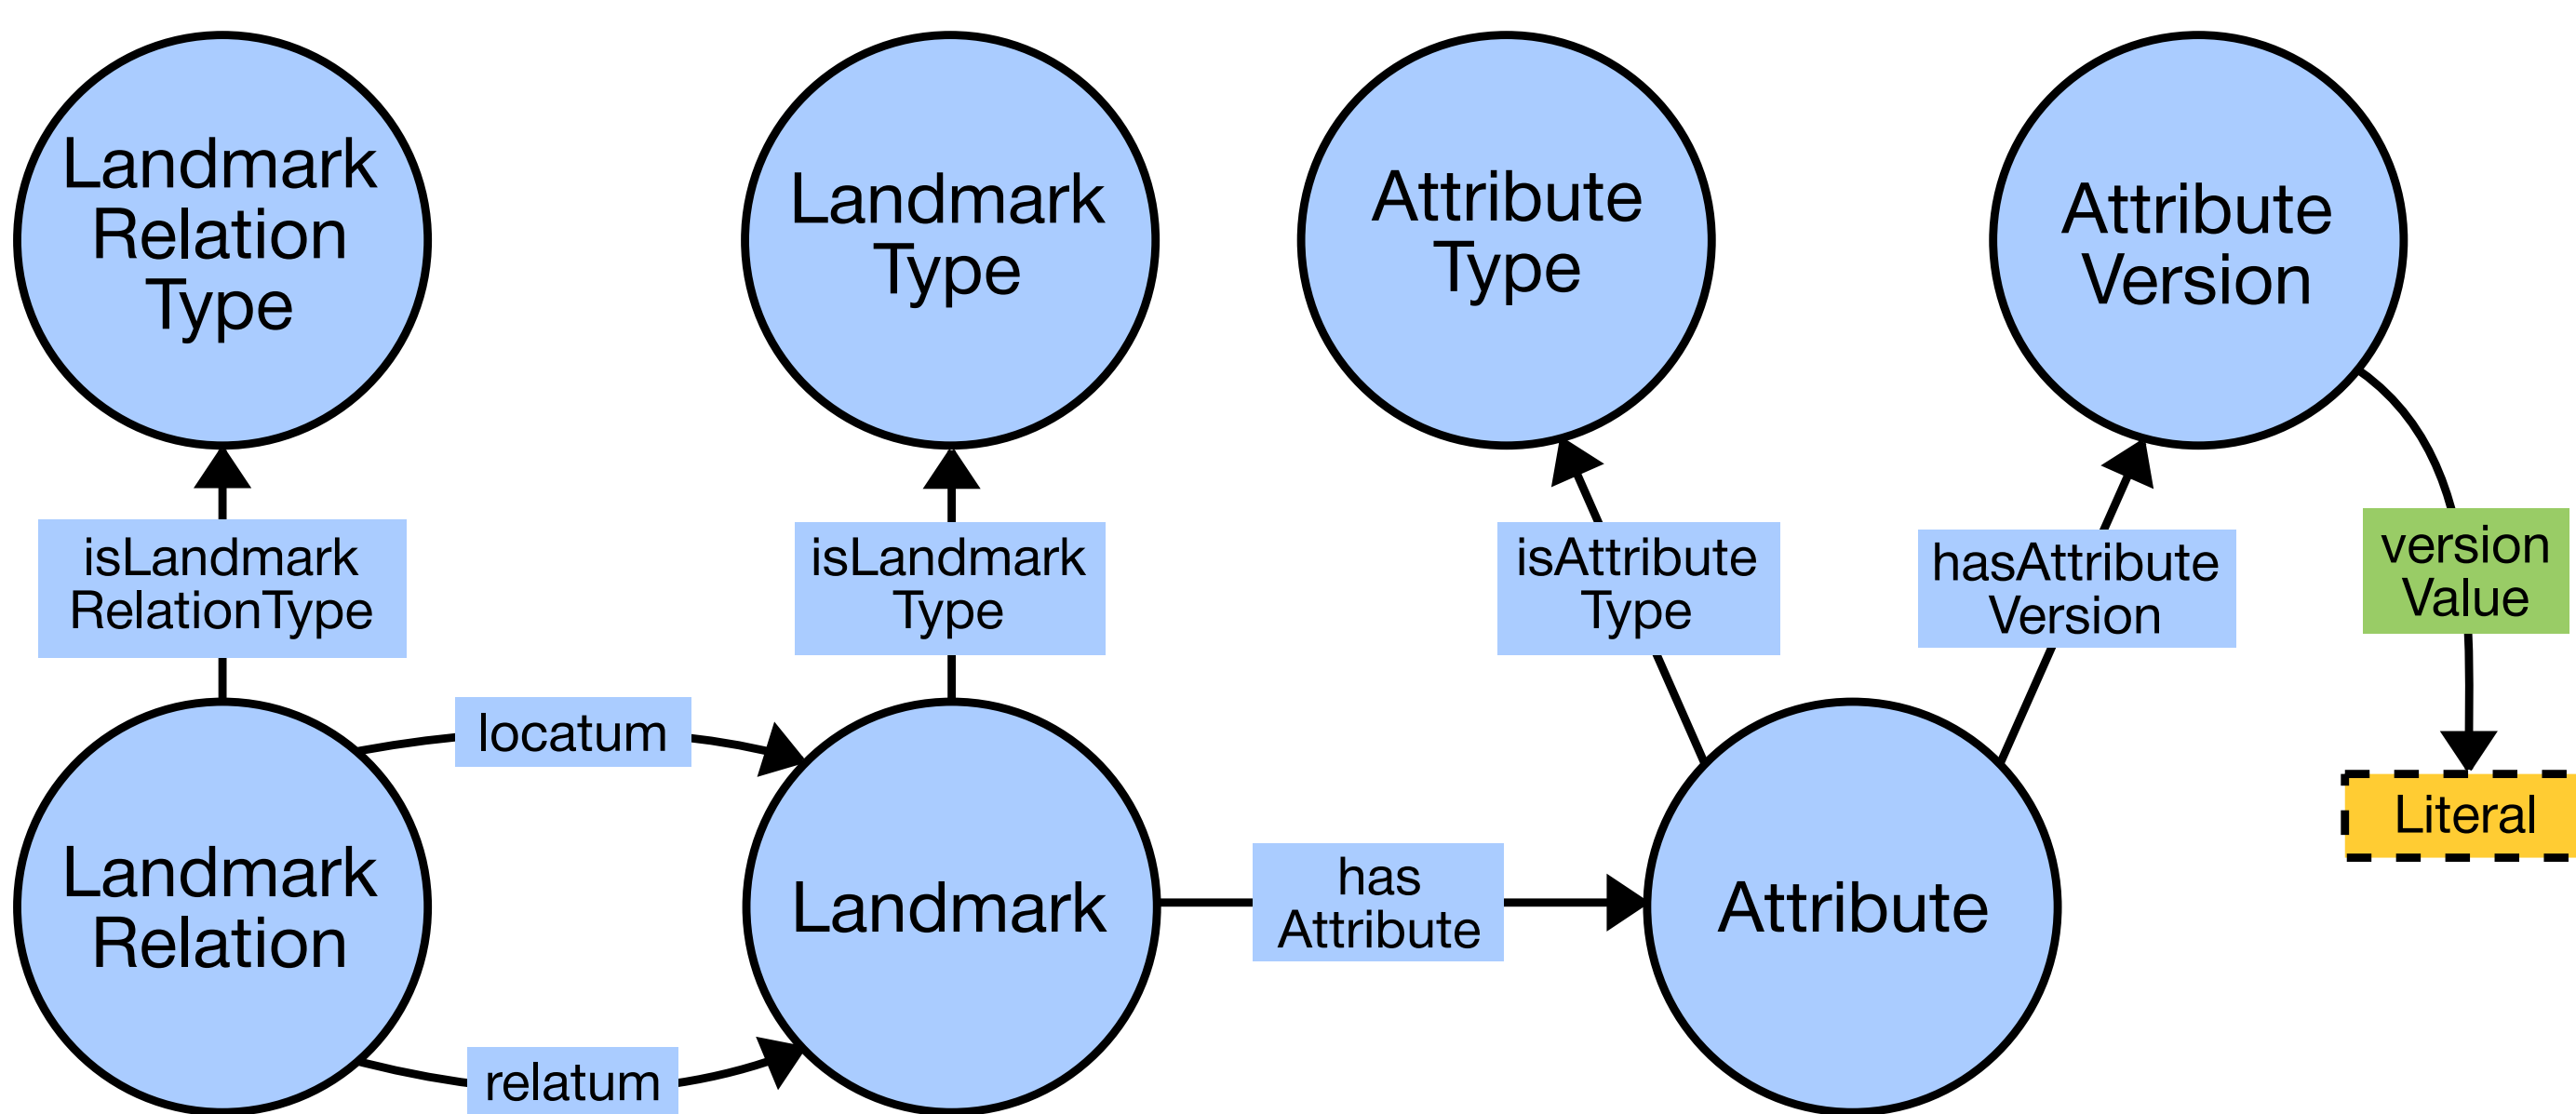 Landmark
Relation
Type
Landmark
Type
Attribute
Type
Attribute
Version
isLandmark
RelationType
isLandmark
Type
isAttribute
Type
hasAttribute
Version
version
Value
locatum
Literal
Landmark
Relation
Landmark
has
Attribute
Attribute
relatum